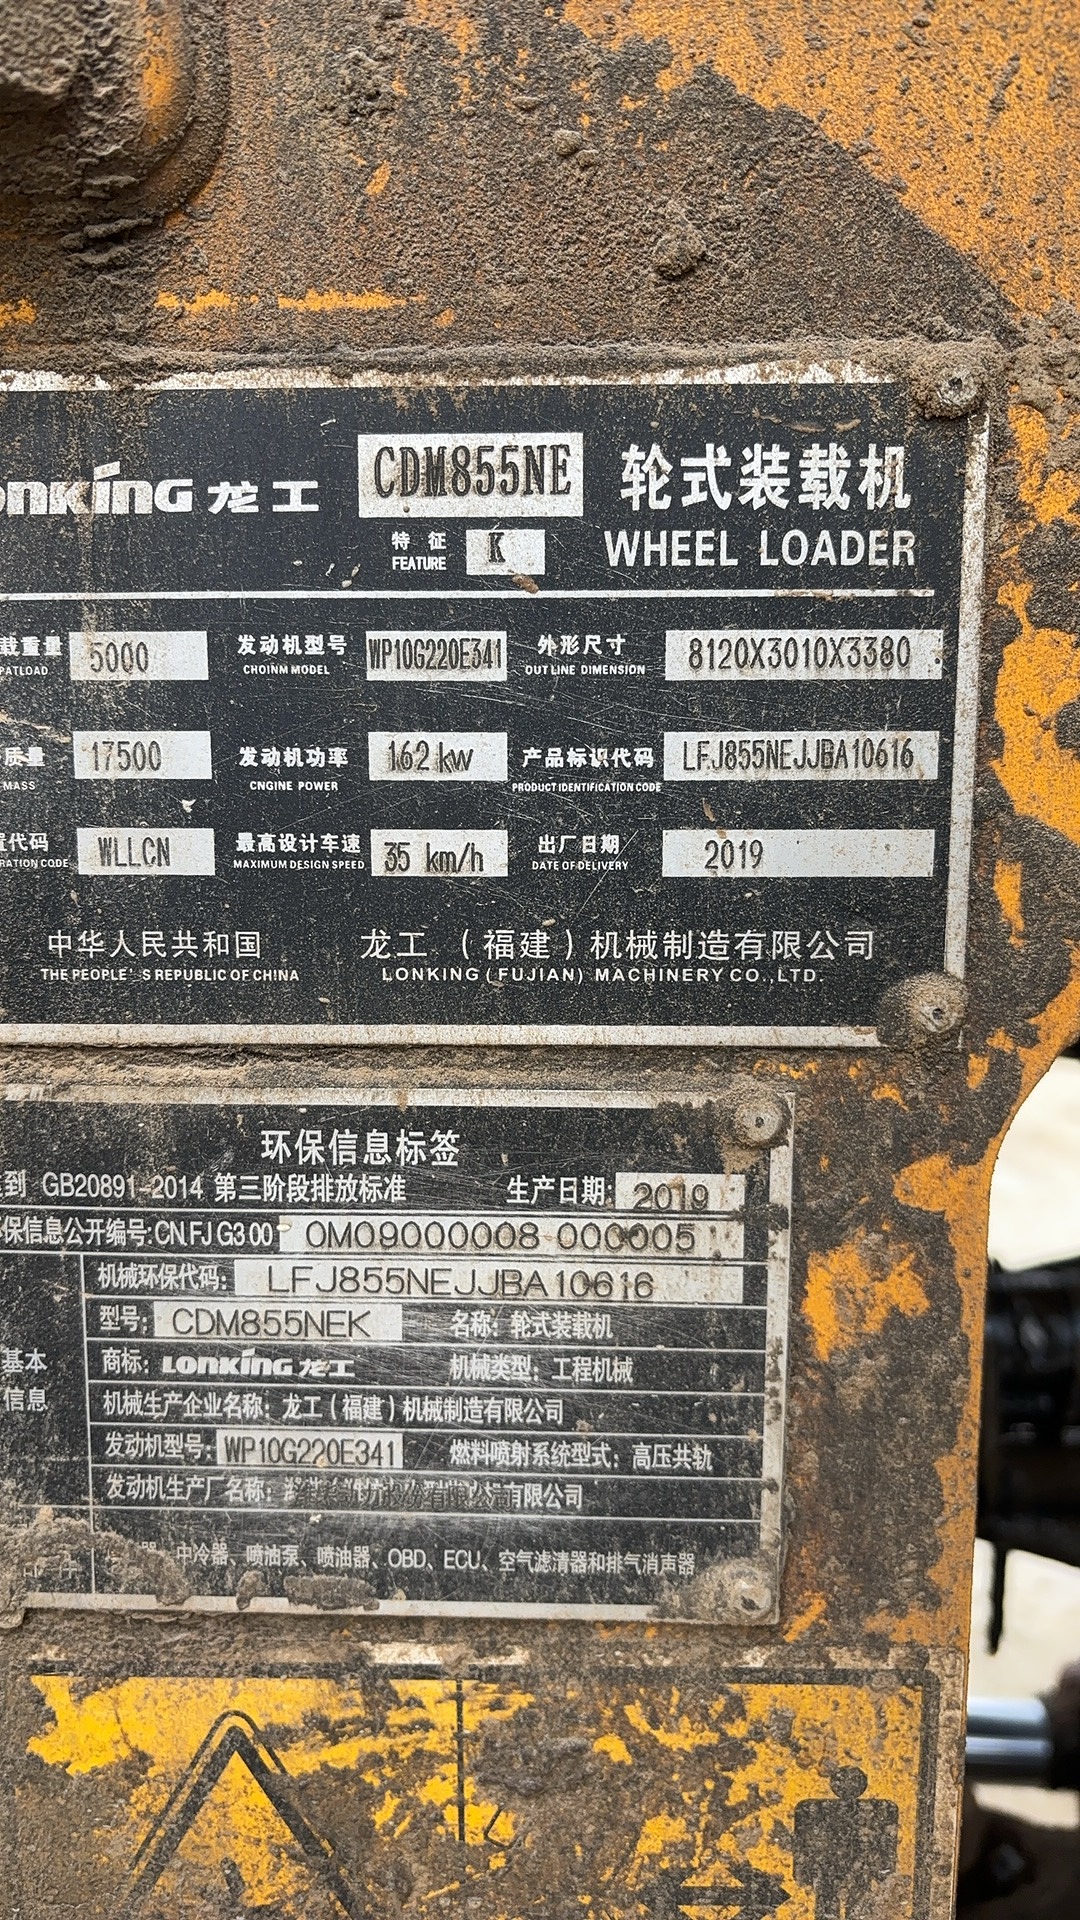 onking 龙工 CDM855NE 轮式装载机
特征 K WHEEL LOADER
FEATURE
载重量 5000 发动机型号 WP10G220E341 外形尺寸 8120X3010X3380
PATLOAD CHOINM MODEL OUTLINE DIMENSION
质量 17500 发动机功率 162 kw 产品标识代码 LFJ855NEJJBA10616
MASS CNGINE POWER PRODUCT IDENTIFICATION CODE
代码 WLLCN 最高设计车速 35 km/h 出厂日期 2019
RATION CODE MAXIMUM DESIGN SPEED DATE OF DELIVERY
中华人民共和国 龙工（福建）机械制造有限公司
THE PEOPLE'S REPUBLIC OF CHINA LONKING (FUJIAN) MACHINERY CO.,LTD.
环保信息标签
到 GB20891-2014 第三阶段排放标准 生产日期: 2019
保信息公开编号:CN FJ G3 00 0M09000008 000005
机械环保代码: LFJ855NEJJBA10616
型号: CDM855NEK 名称: 轮式装载机
基本 商标: LONKING 龙工 机械类型: 工程机械
信息 机械生产企业名称: 龙工（福建）机械制造有限公司
发动机型号: WP10G220E341 燃料喷射系统型式: 高压共轨
发动机生产厂名称: 有限公司
中冷器、喷油泵、喷油器、OBD、ECU、空气滤清器和排气消声器